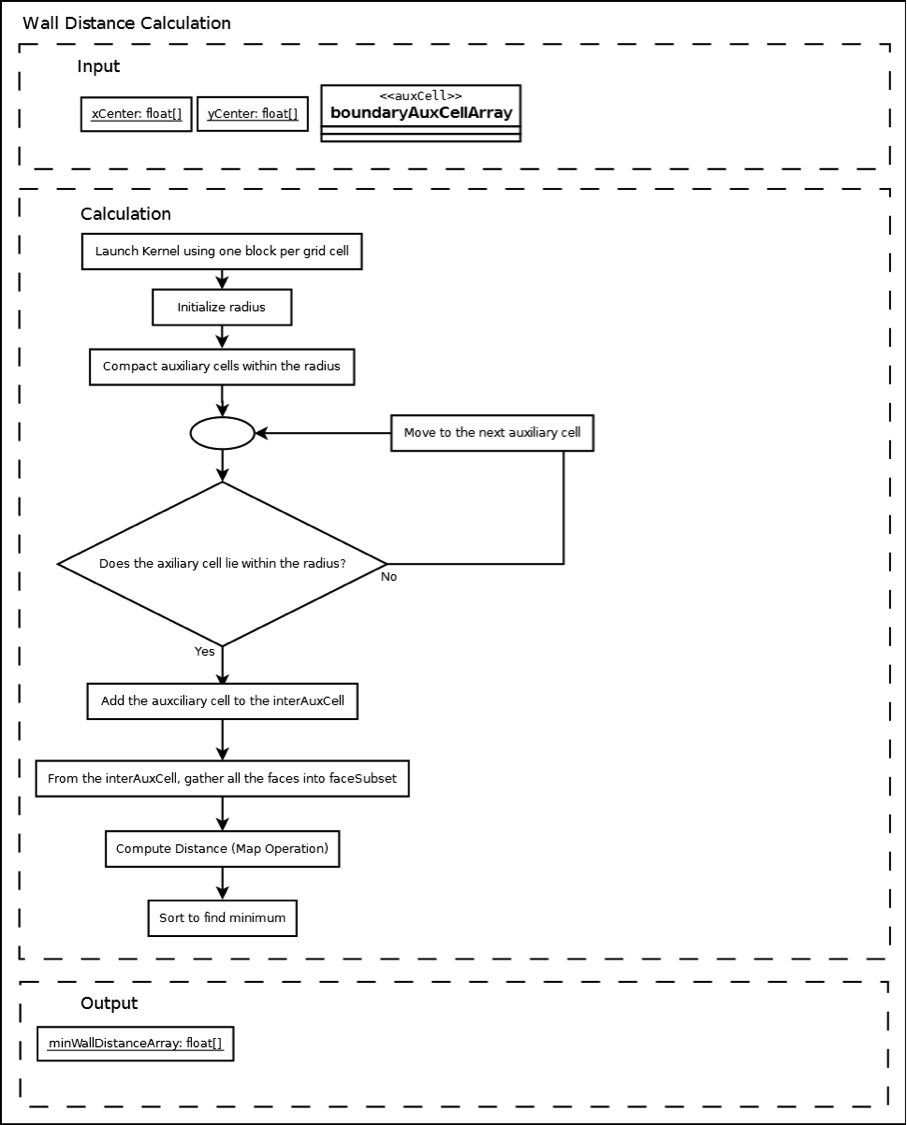 Wall Distance Calculation
Input
xCenter: float[]
yCenter: float[]
<<auxCell>>
boundaryAuxCellArray
Calculation
Launch Kernel using one block per grid cell
Initialize radius
Compact auxiliary cells within the radius
Move to the next auxiliary cell
Does the axiliary cell lie within the radius?
No
Yes
Add the auxciliary cell to the interAuxCell
From the interAuxCell, gather all the faces into faceSubset
Compute Distance (Map Operation)
Sort to find minimum
Output
minWallDistanceArray: float[]